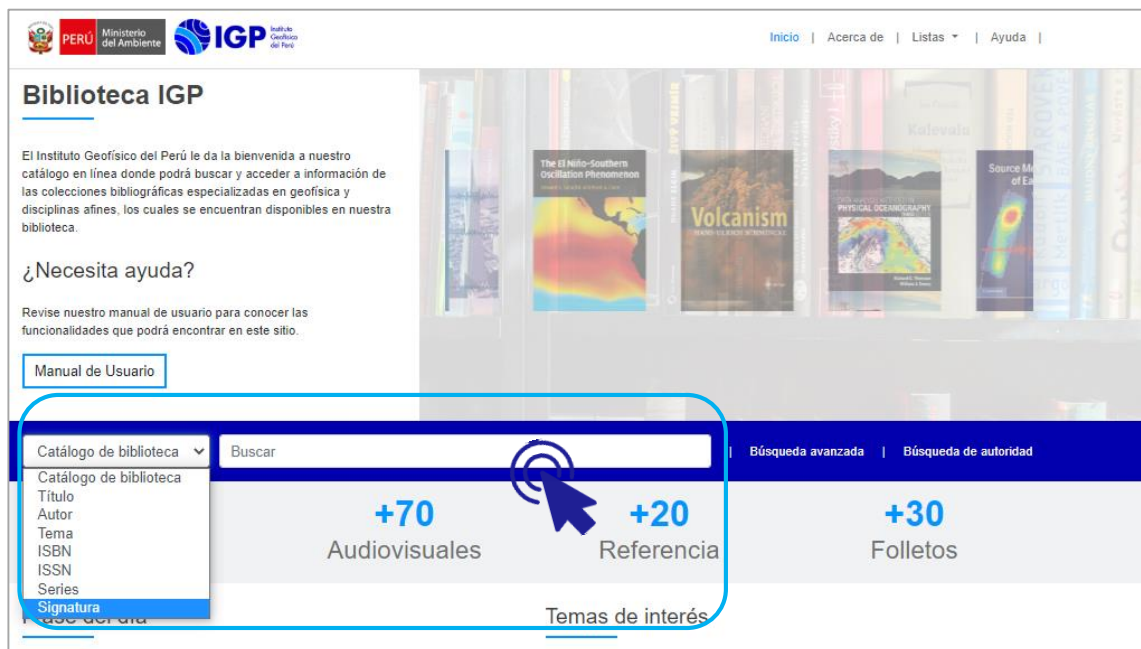 PERÚ
Ministerio
del Ambiente
IGP
Instituto
Geofísico
del Perú
Inicio | Acerca de | Listas | Ayuda |
Biblioteca IGP
El Instituto Geofísico del Perú le da la bienvenida a nuestro
catálogo en línea donde podrá buscar y acceder a información de
las colecciones bibliográficas especializadas en geofísica y
disciplinas afines, los cuales se encuentran disponibles en nuestra
biblioteca.
¿Necesita ayuda?
Revise nuestro manual de usuario para conocer las
funcionalidades que podrá encontrar en este sitio.
Manual de Usuario
The El Niño-Southern
Oscillation Phenomenon
Volcanism
PHYSICAL OCEANOGRAPHY
Source Me
of Ea
Kalevala
Catálogo de biblioteca
Buscar
| Búsqueda avanzada | Búsqueda de autoridad
Catálogo de biblioteca
Título
Autor
Tema
ISBN
ISSN
Series
Signatura
+70
Audiovisuales
+20
Referencia
+30
Folletos
Temas de interés